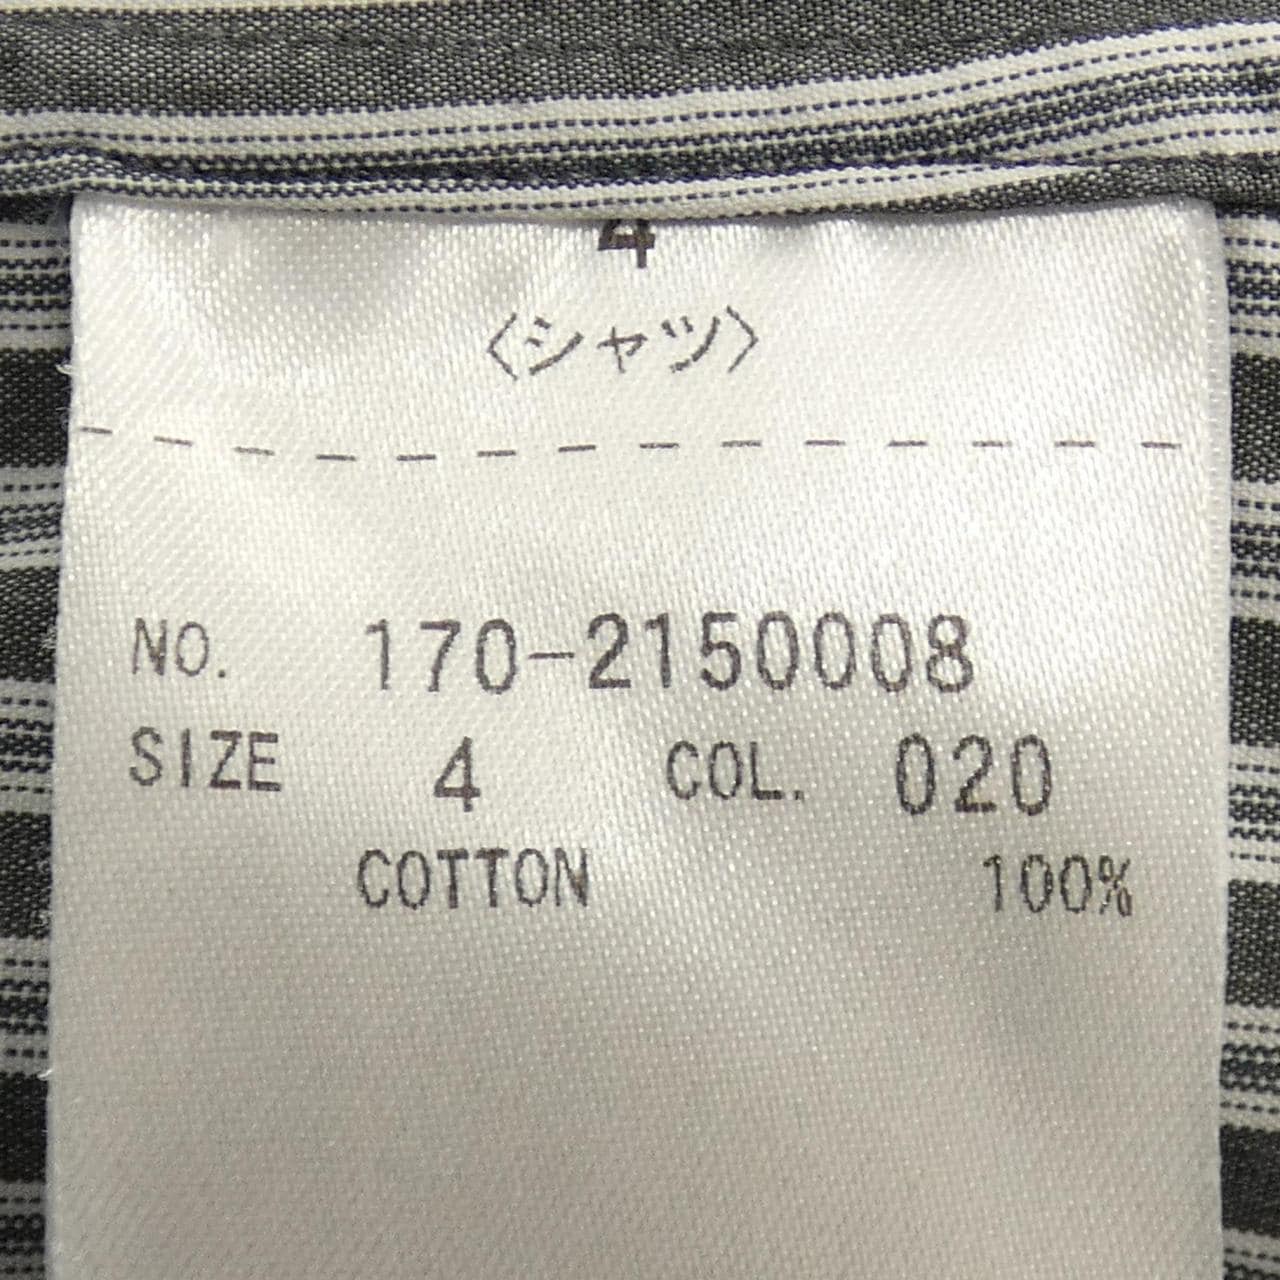 4
〈シャツ〉
NO. 170-2150008
SIZE 4 COL. 020
COTTON 100%